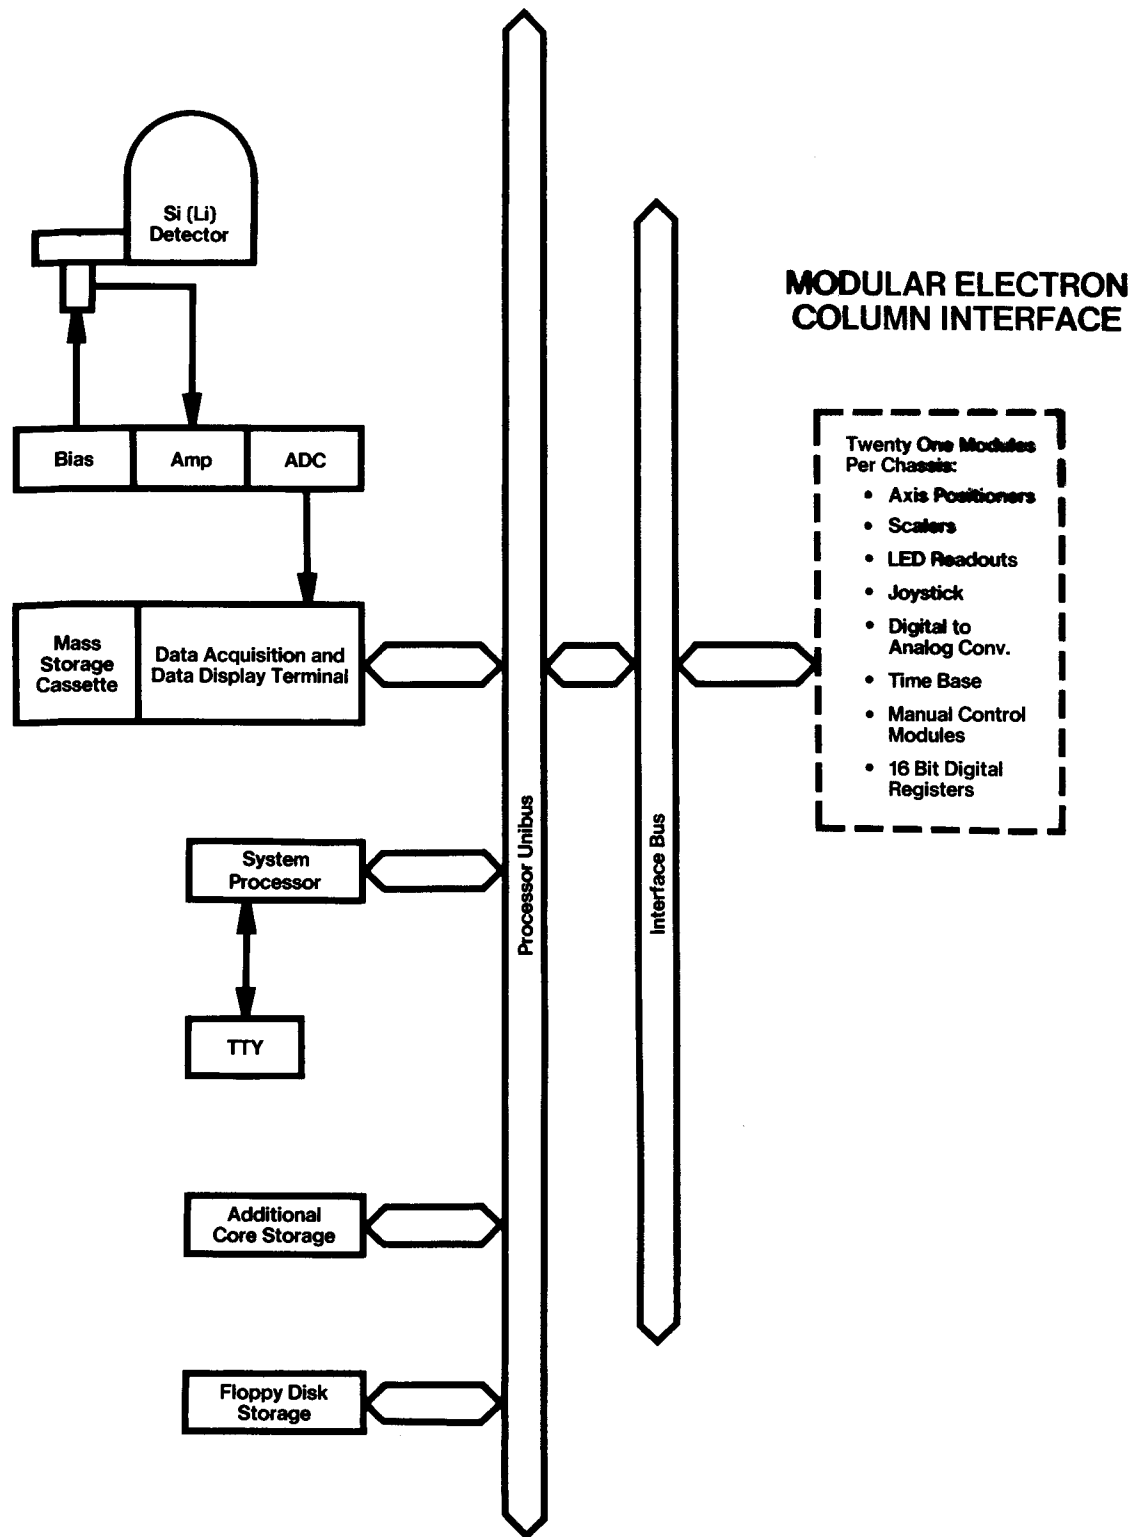 Si (Li)
Detector
MODULAR ELECTRON
COLUMN INTERFACE
Bias
Amp
ADC
Twenty One Modules
Per Chassis:
• Axis Positioners
• Scalers
• LED Readouts
• Joystick
• Digital to
Analog Conv.
• Time Base
• Manual Control
Modules
• 16 Bit Digital
Registers
Mass
Storage
Cassette
Data Acquisition and
Data Display Terminal
System
Processor
Processor Unibus
Interface Bus
TTY
Additional
Core Storage
Floppy Disk
Storage